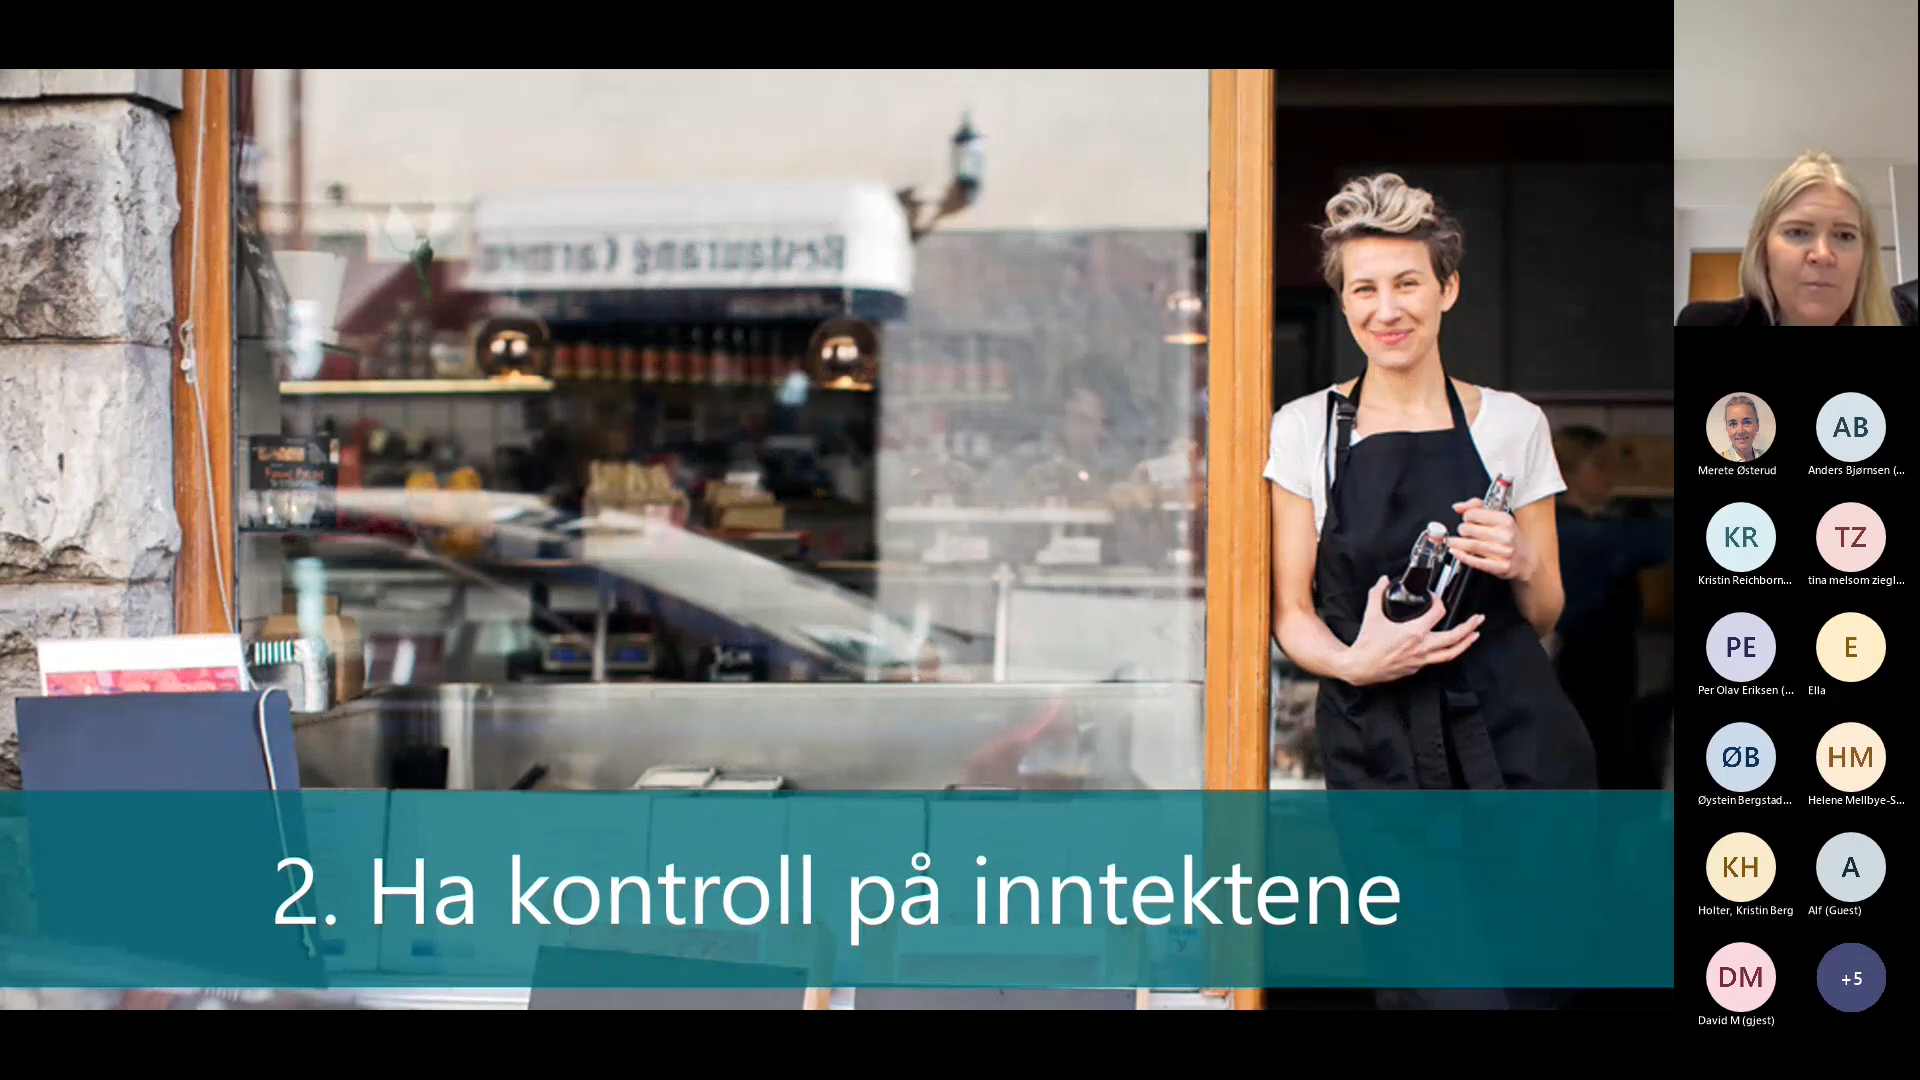 2. Ha kontroll på inntektene
Merete Østerud
AB
Anders Bjørnsen (...
KR
Kristin Reichborn...
TZ
tina melsom ziegl...
PE
Per Olav Eriksen (...
E
Ella
ØB
Øystein Bergstad...
HM
Helene Mellbye-S...
KH
Holter, Kristin Berg
A
Alf (Guest)
DM
David M (gjest)
+5
Restaurang Carmen